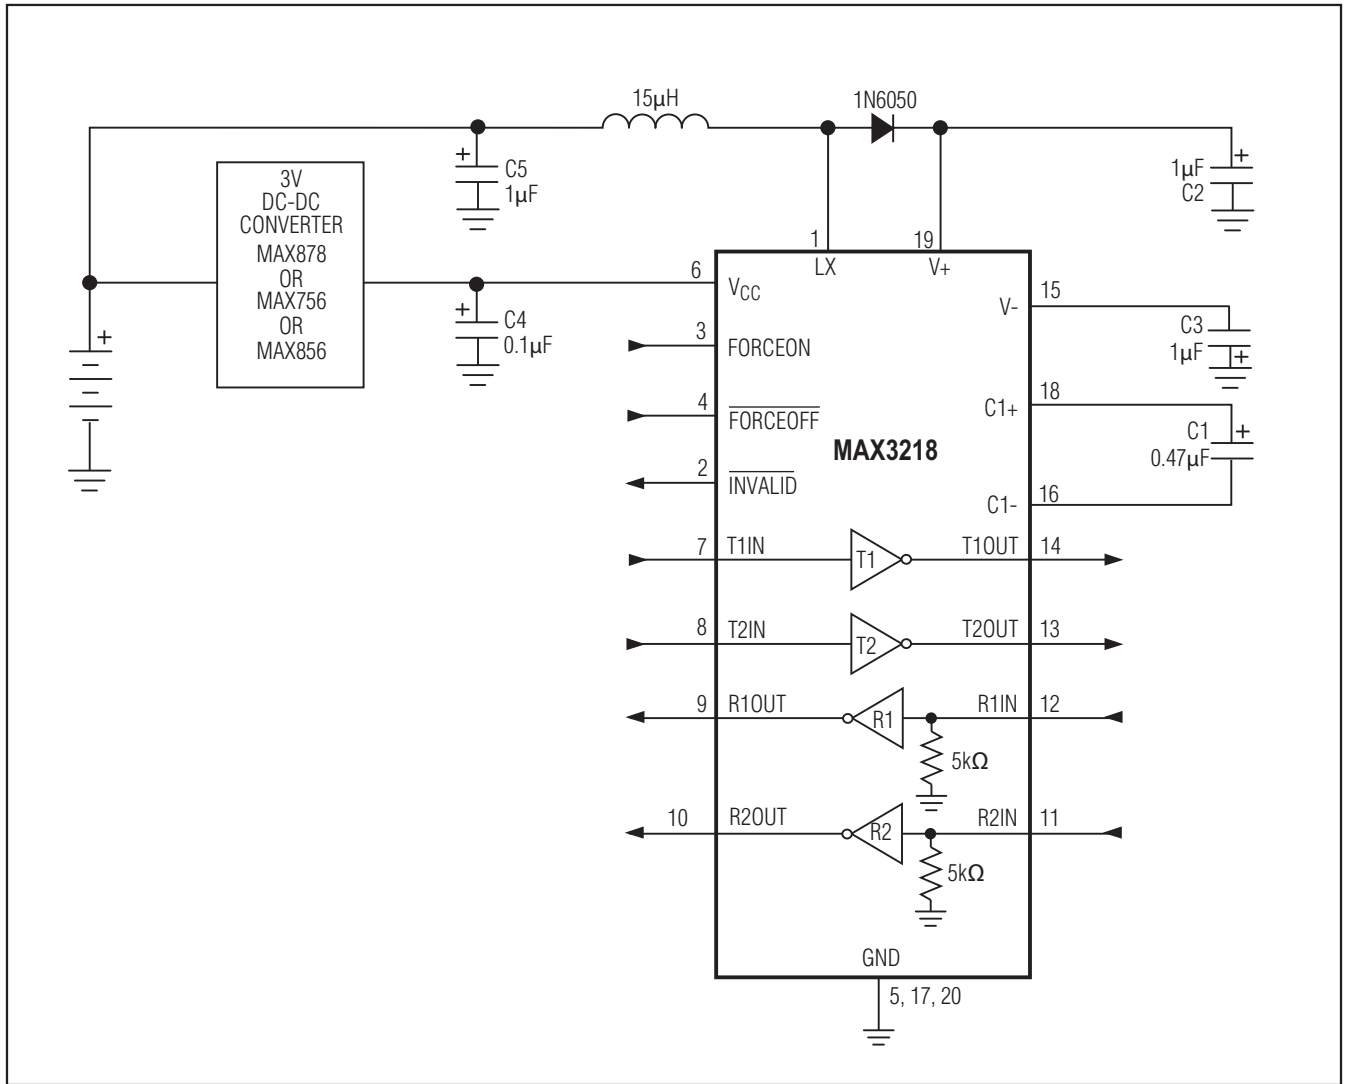 15μH
1N6050
+
C5
1μF
1μF
+
C2
3V
DC-DC
CONVERTER
MAX878
OR
MAX756
OR
MAX856
1
19
LX
V+
6
VCC
+
C4
0.1μF
15
V-
C3
1μF
+
+
3
FORCEON
4
FORCEOFF
18
C1+
MAX3218
C1
+
0.47μF
2
INVALID
16
C1-
7
T1IN
T1
T1OUT
14
8
T2IN
T2
T2OUT
13
9
R1OUT
R1
R1IN
12
5kΩ
10
R2OUT
R2
R2IN
11
5kΩ
GND
5, 17, 20